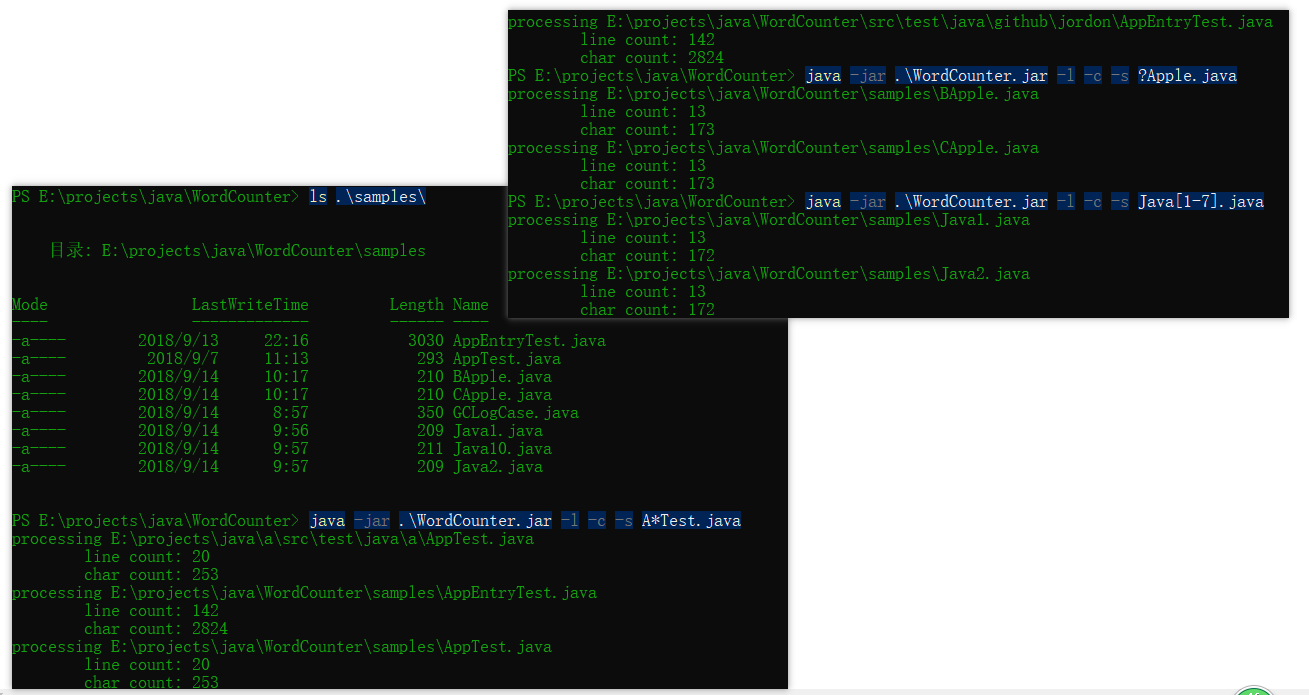 PS E:\projects\java\WordCounter> ls .\samples\
目录: E:\projects\java\WordCounter\samples
Mode                LastWriteTime         Length Name
----                -------------         ------ ----
-a----        2018/9/13     22:16           3030 AppEntryTest.java
-a----         2018/9/7     11:13            293 AppTest.java
-a----        2018/9/14     10:17            210 BApple.java
-a----        2018/9/14     10:17            210 CApple.java
-a----        2018/9/14      8:57            350 GCLogCase.java
-a----        2018/9/14      9:56            209 Java1.java
-a----        2018/9/14      9:57            211 Java10.java
-a----        2018/9/14      9:57            209 Java2.java
PS E:\projects\java\WordCounter> java -jar .\WordCounter.jar -l -c -s A*Test.java
processing E:\projects\java\a\src\test\java\a\AppTest.java
line count: 20
char count: 253
processing E:\projects\java\WordCounter\samples\AppEntryTest.java
line count: 142
char count: 2824
processing E:\projects\java\WordCounter\samples\AppTest.java
line count: 20
char count: 253
processing E:\projects\java\WordCounter\src\test\java\github\jordon\AppEntryTest.java
line count: 142
char count: 2824
PS E:\projects\java\WordCounter> java -jar .\WordCounter.jar -l -c -s ?Apple.java
processing E:\projects\java\WordCounter\samples\BApple.java
line count: 13
char count: 173
processing E:\projects\java\WordCounter\samples\CApple.java
line count: 13
char count: 173
PS E:\projects\java\WordCounter> java -jar .\WordCounter.jar -l -c -s Java[1-7].java
processing E:\projects\java\WordCounter\samples\Java1.java
line count: 13
char count: 172
processing E:\projects\java\WordCounter\samples\Java2.java
line count: 13
char count: 172